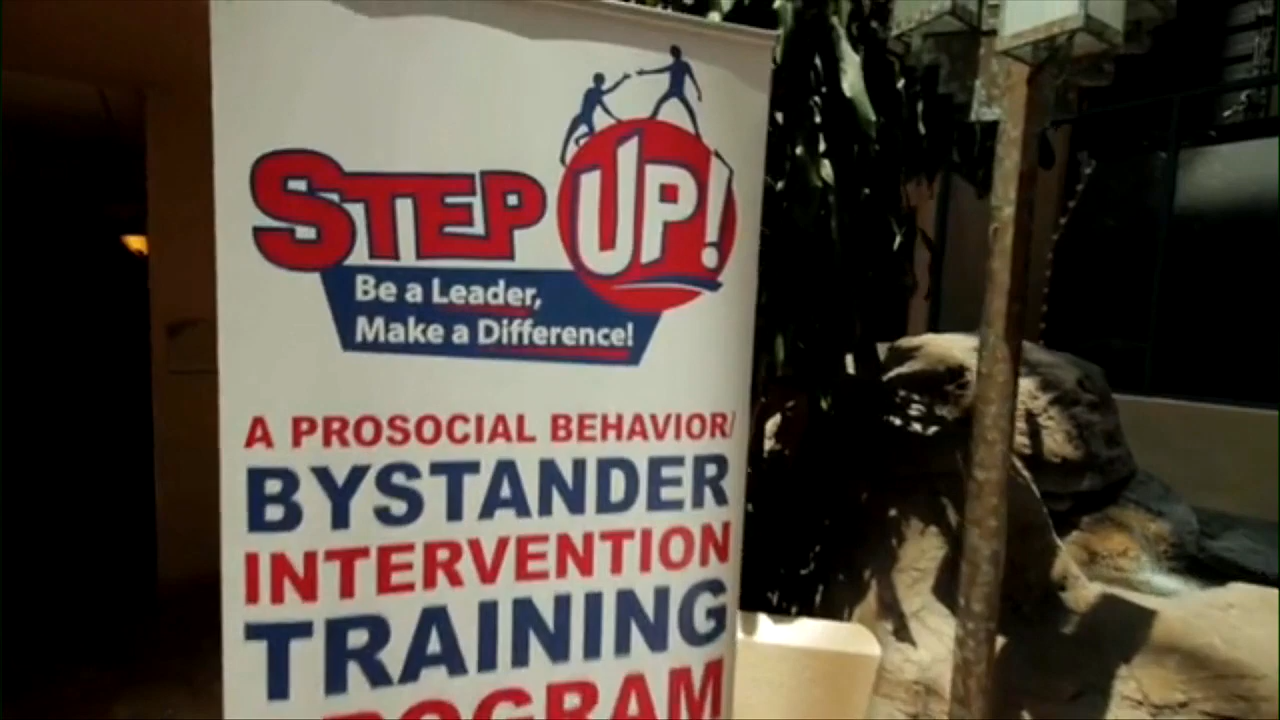 STEP UP!
Be a Leader,
Make a Difference!
A PROSOCIAL BEHAVIOR/
BYSTANDER
INTERVENTION
TRAINING